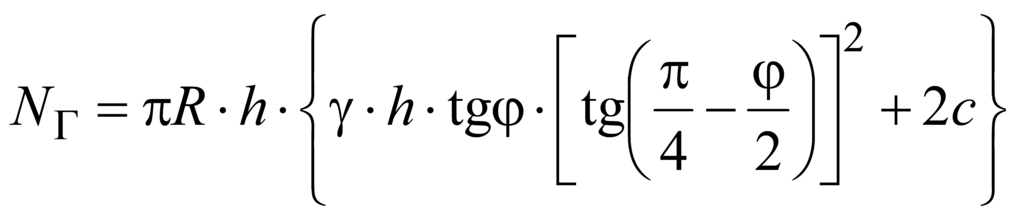 N_Γ = πR · h · {γ · h · tgφ · [tg(π/4 − φ/2)]² + 2c}